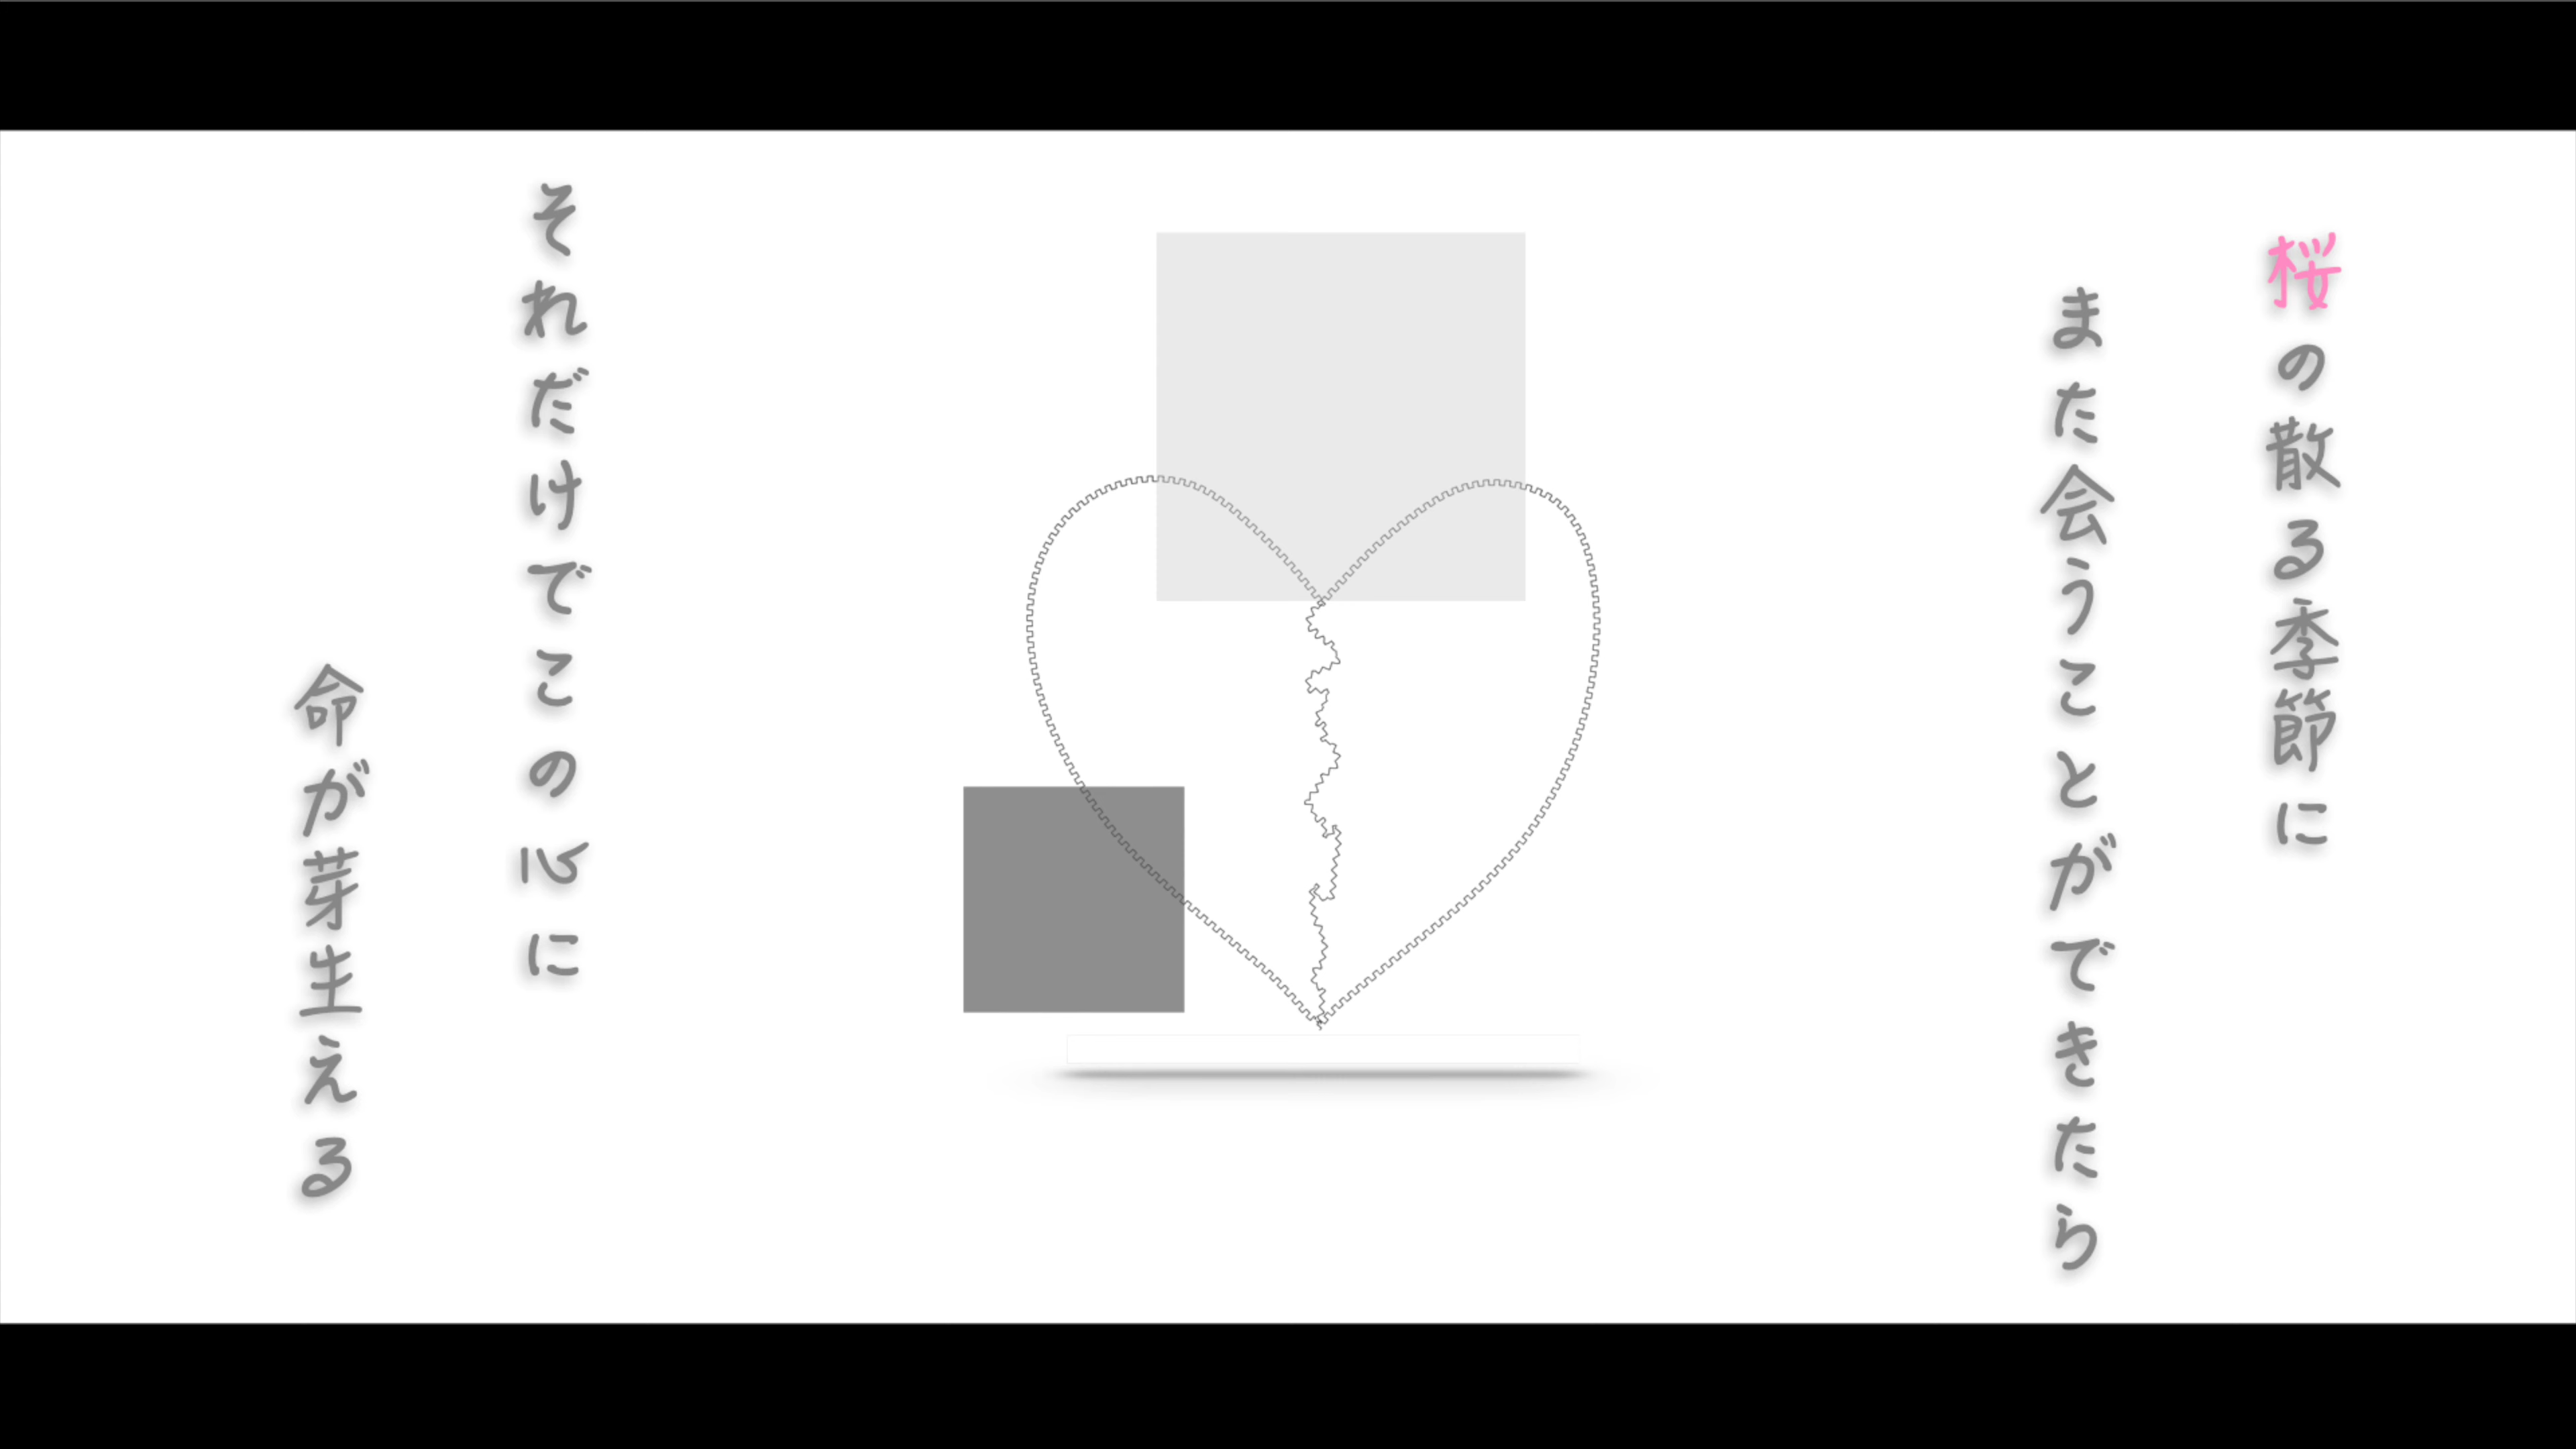 桜の散る季節に
また会うことができたら
それだけでこの心に
命が芽生える